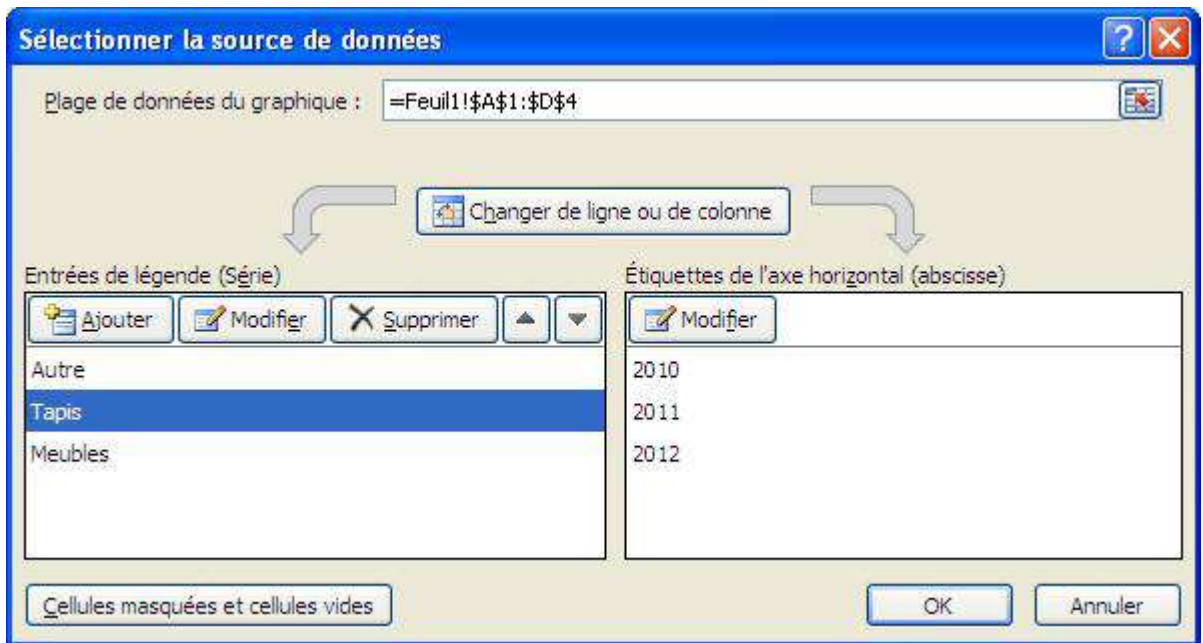 Sélectionner la source de données
Plage de données du graphique : =Feuil1!$A$1:$D$4
Changer de ligne ou de colonne
Entrées de légende (Série)
Ajouter Modifier Supprimer
Autre
Tapis
Meubles
Étiquettes de l'axe horizontal (abscisse)
Modifier
2010
2011
2012
Cellules masquées et cellules vides
OK Annuler